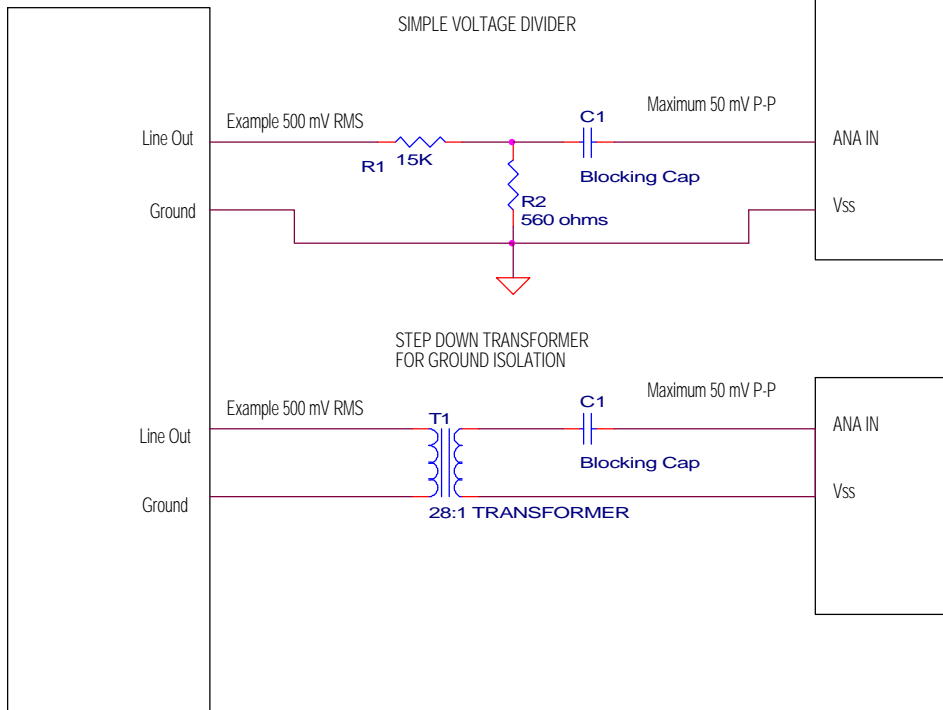 SIMPLE VOLTAGE DIVIDER
Example 500 mV RMS
Maximum 50 mV P-P
C1
Line Out
ANA IN
R1
15K
Blocking Cap
R2
560 ohms
Ground
Vss
STEP DOWN TRANSFORMER
FOR GROUND ISOLATION
Example 500 mV RMS
Maximum 50 mV P-P
C1
T1
Line Out
ANA IN
Blocking Cap
Ground
Vss
28:1 TRANSFORMER